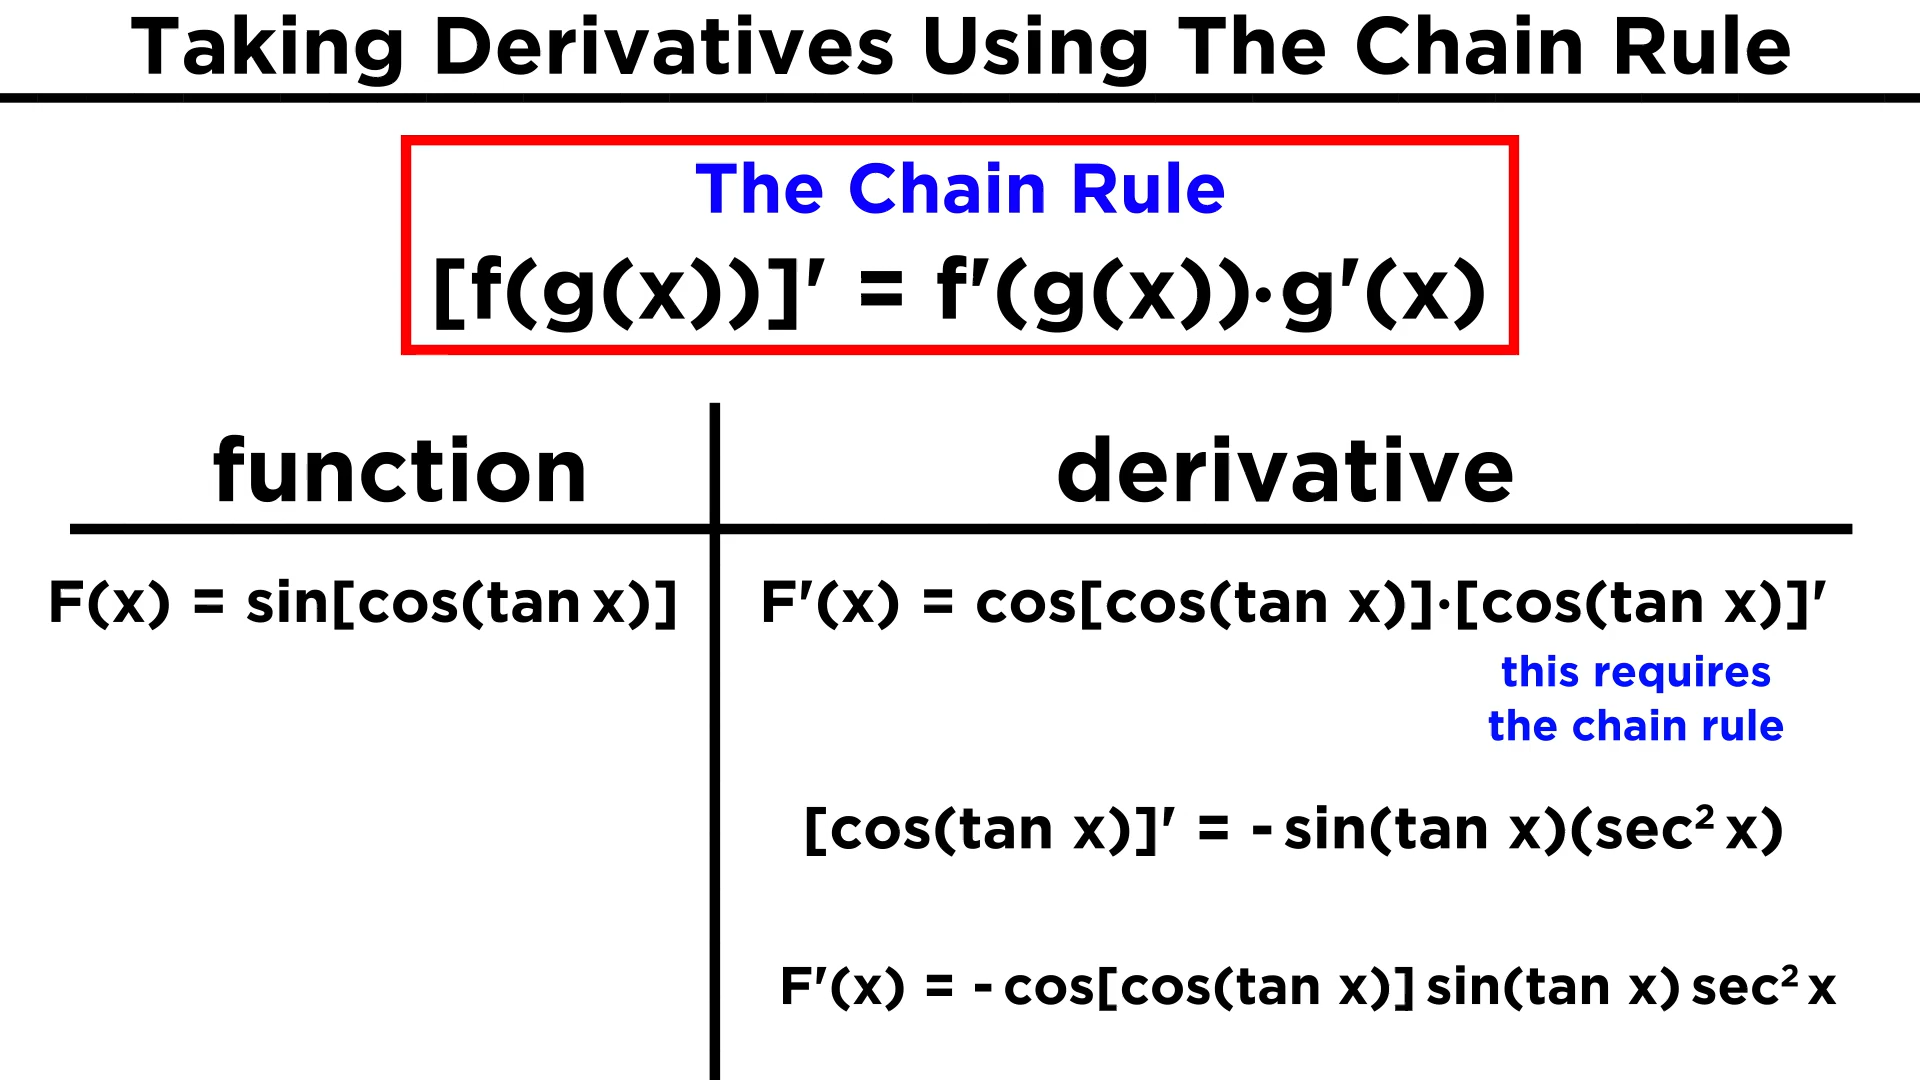 Taking Derivatives Using The Chain Rule
The Chain Rule
[f(g(x))]' = f'(g(x))·g'(x)
function
derivative
F(x) = sin[cos(tan x)]
F'(x) = cos[cos(tan x)]·[cos(tan x)]'
this requires
the chain rule
[cos(tan x)]' = -sin(tan x)(sec² x)
F'(x) = -cos[cos(tan x)] sin(tan x) sec² x